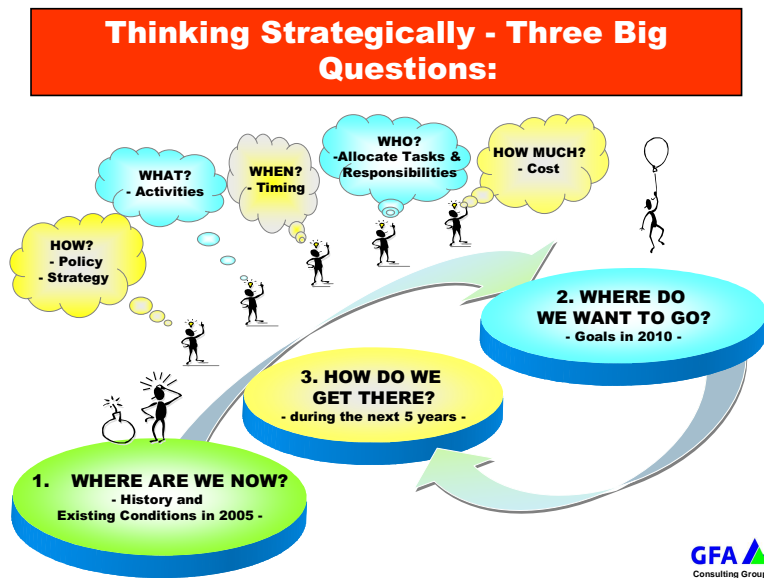 Thinking Strategically - Three Big
Questions:
HOW?
- Policy
- Strategy
WHAT?
- Activities
WHEN?
- Timing
WHO?
-Allocate Tasks &
Responsibilities
HOW MUCH?
- Cost
2. WHERE DO
WE WANT TO GO?
- Goals in 2010 -
3. HOW DO WE
GET THERE?
- during the next 5 years -
1. WHERE ARE WE NOW?
- History and
Existing Conditions in 2005 -
GFA
Consulting Group